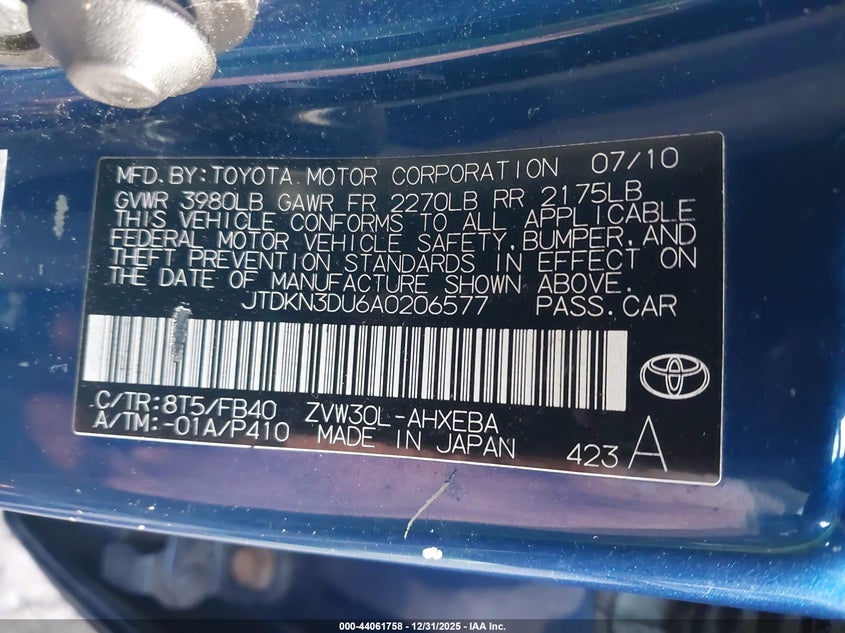 MFD. BY: TOYOTA MOTOR CORPORATION 07/10
GVWR 3980LB GAWR FR 2270LB RR 2175LB
THIS VEHICLE CONFORMS TO ALL APPLICABLE
FEDERAL MOTOR VEHICLE SAFETY, BUMPER, AND
THEFT PREVENTION STANDARDS IN EFFECT ON
THE DATE OF MANUFACTURE SHOWN ABOVE.
JTDKN3DU6A0206577 PASS. CAR
C/TR: 8T5/FB40 ZVW30L-AHXEBA
A/TM: -01A/P410 MADE IN JAPAN 423 A
000-44061758 - 12/31/2025 - IAA Inc.